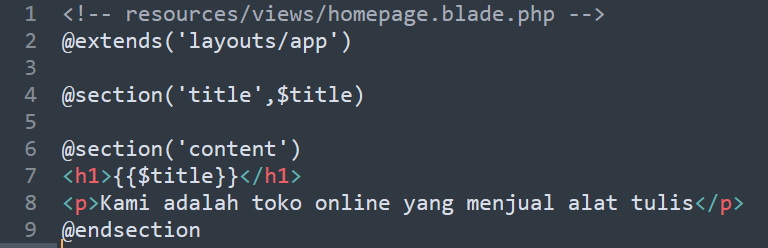 1 <!-- resources/views/homepage.blade.php -->
2 @extends('layouts/app')
3
4 @section('title',$title)
5
6 @section('content')
7 <h1>{{$title}}</h1>
8 <p>Kami adalah toko online yang menjual alat tulis</p>
9 @endsection